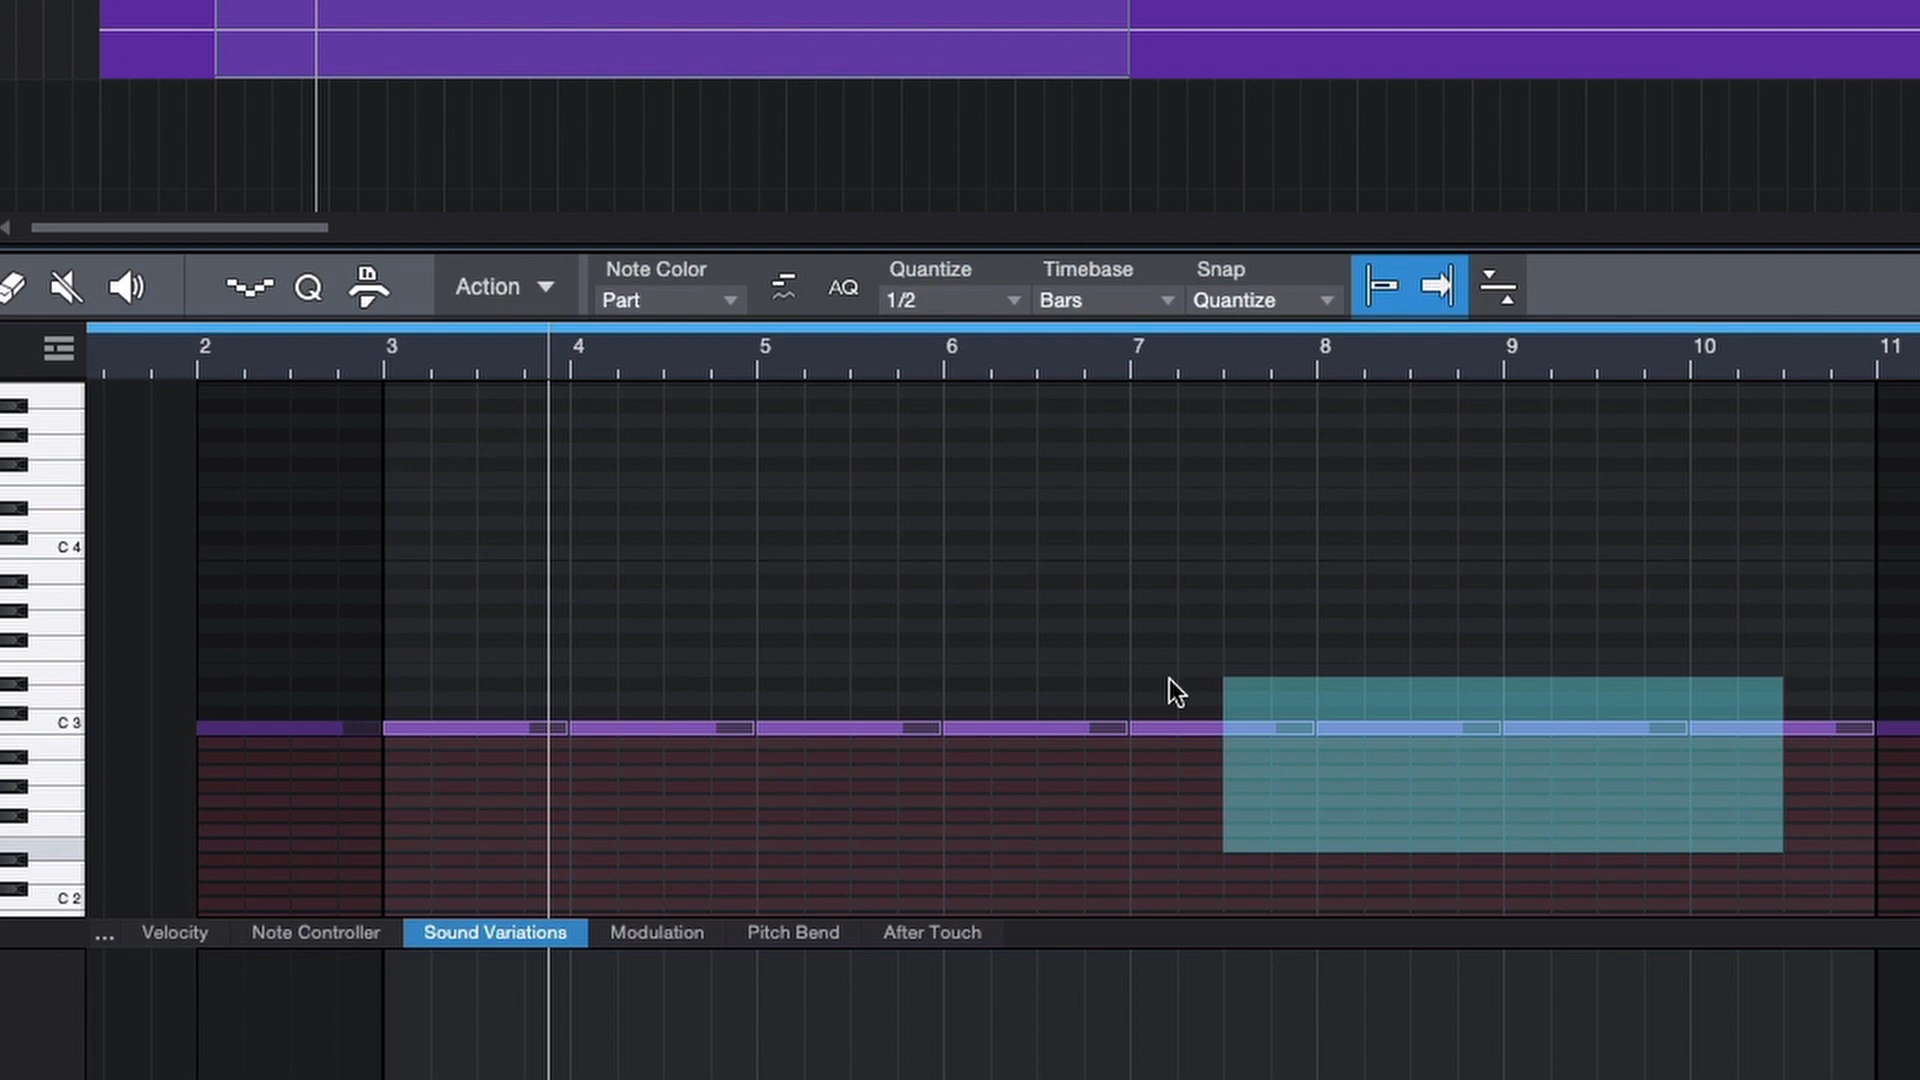 Action
Note Color
Part
AQ
Quantize
1/2
Timebase
Bars
Snap
Quantize
2 3 4 5 6 7 8 9 10 11
C 4
C 3
C 2
... Velocity Note Controller Sound Variations Modulation Pitch Bend After Touch